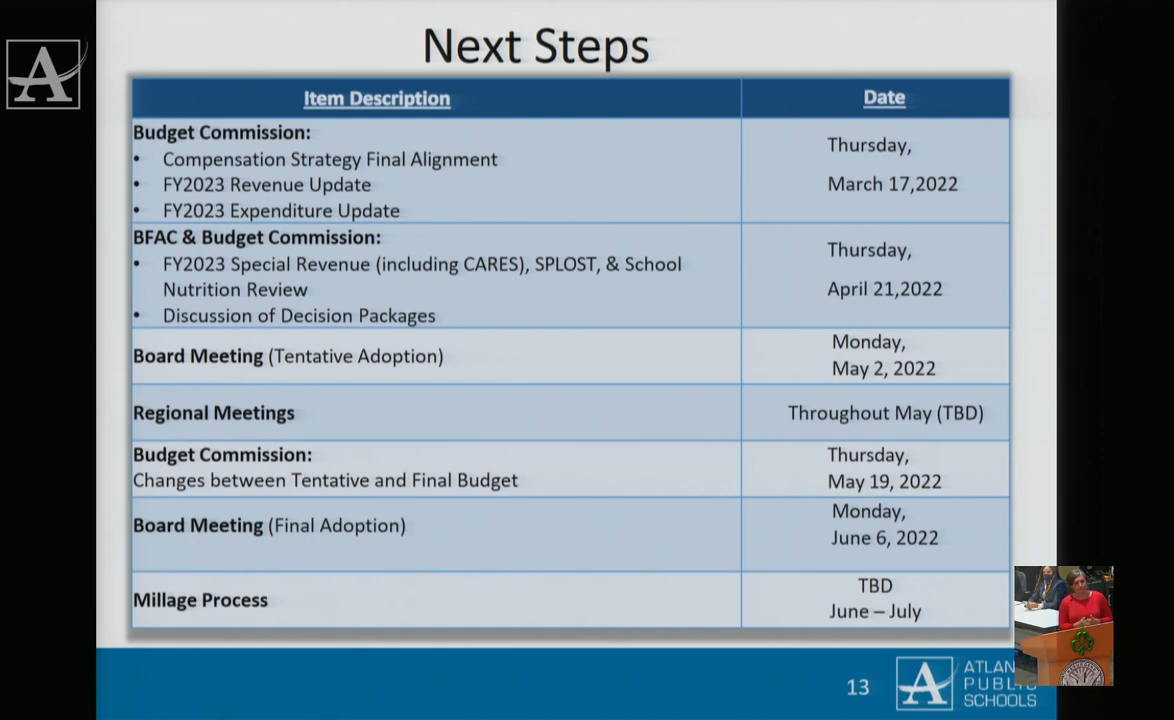 A
Next Steps
Item Description
Date
Budget Commission:
• Compensation Strategy Final Alignment
• FY2023 Revenue Update
• FY2023 Expenditure Update
Thursday,
March 17,2022
BFAC & Budget Commission:
• FY2023 Special Revenue (including CARES), SPLOST, & School
Nutrition Review
• Discussion of Decision Packages
Thursday,
April 21,2022
Board Meeting (Tentative Adoption)
Monday,
May 2, 2022
Regional Meetings
Throughout May (TBD)
Budget Commission:
Changes between Tentative and Final Budget
Thursday,
May 19, 2022
Board Meeting (Final Adoption)
Monday,
June 6, 2022
Millage Process
TBD
June – July
13
A
ATLAN
PUBLIC
SCHOOLS